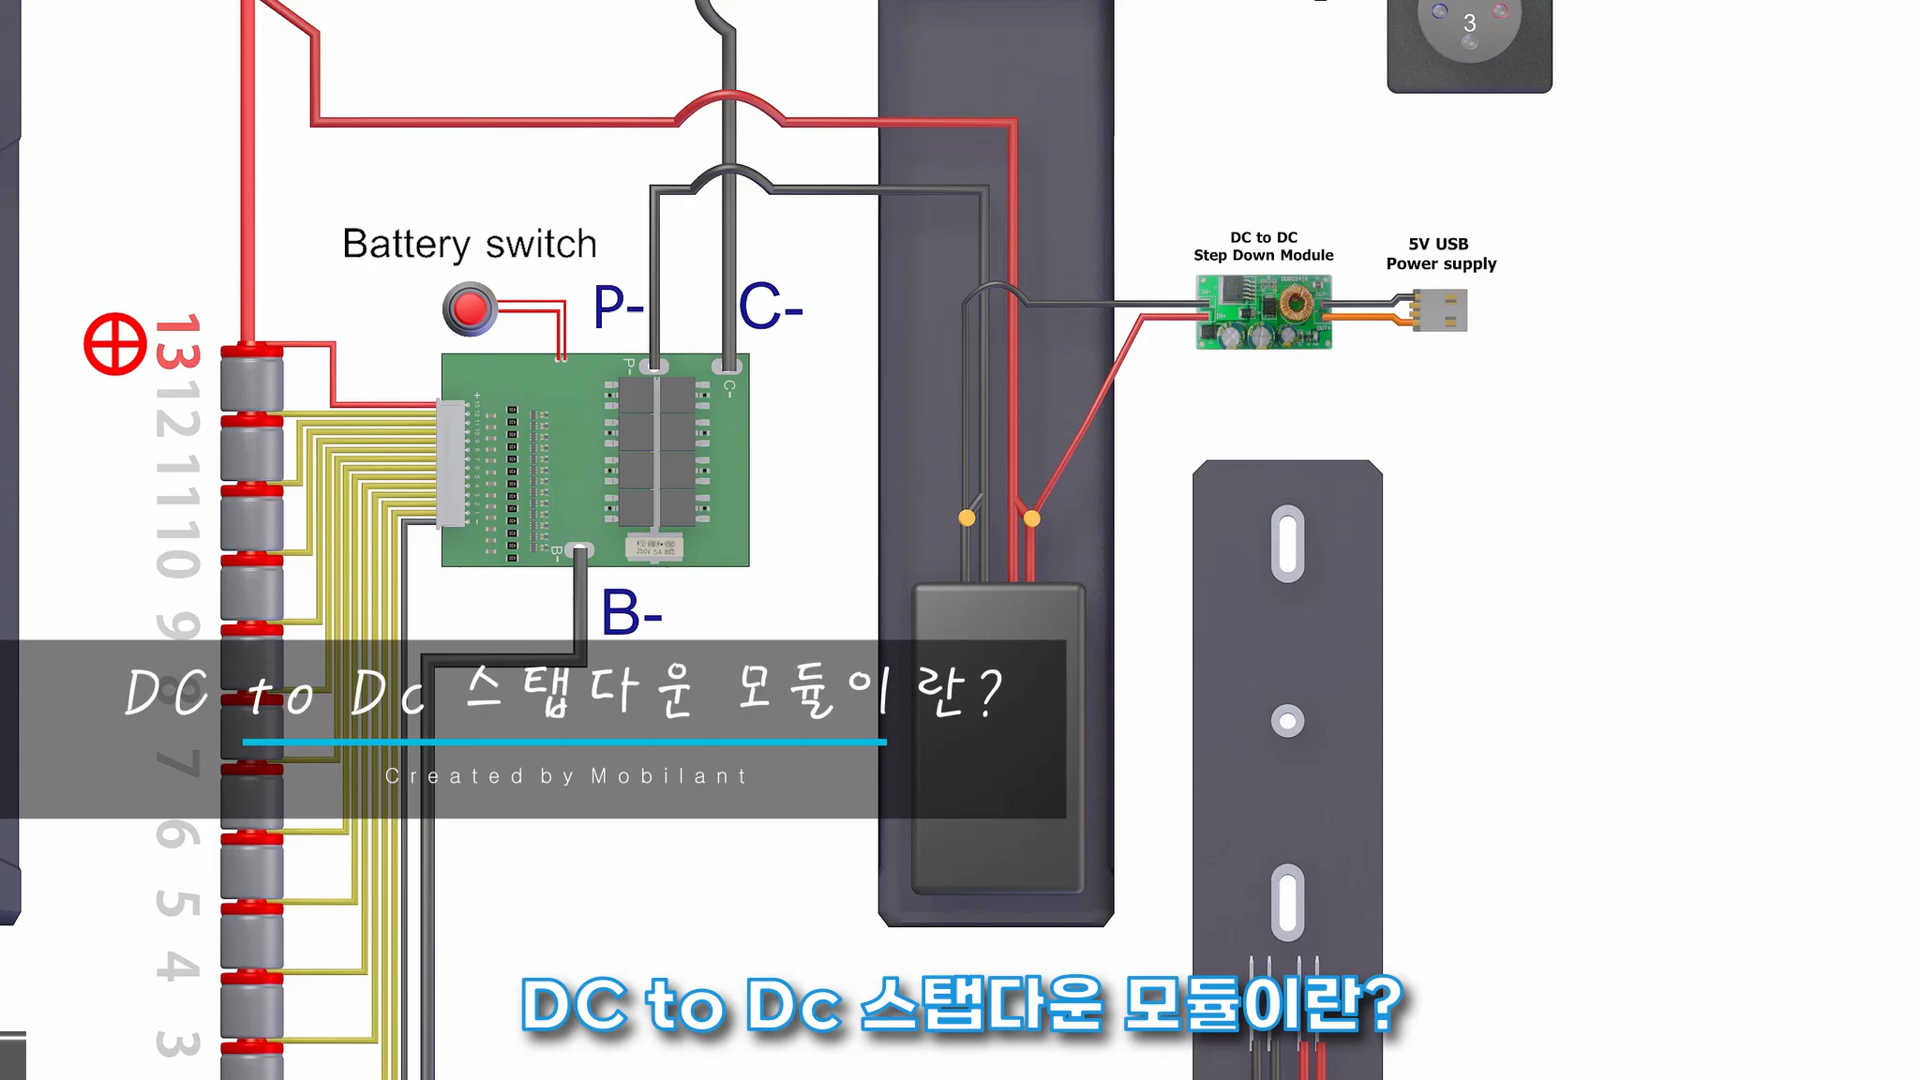 3
DC to DC
Step Down Module
5V USB
Power supply
Battery switch
P-
C-
P-
C-
13
12
11
10
9
8
7
6
5
4
3
B-
B-
DC to Dc 스탭다운 모듈이란?
Created by Mobilant
DC to Dc 스탭다운 모듈이란?